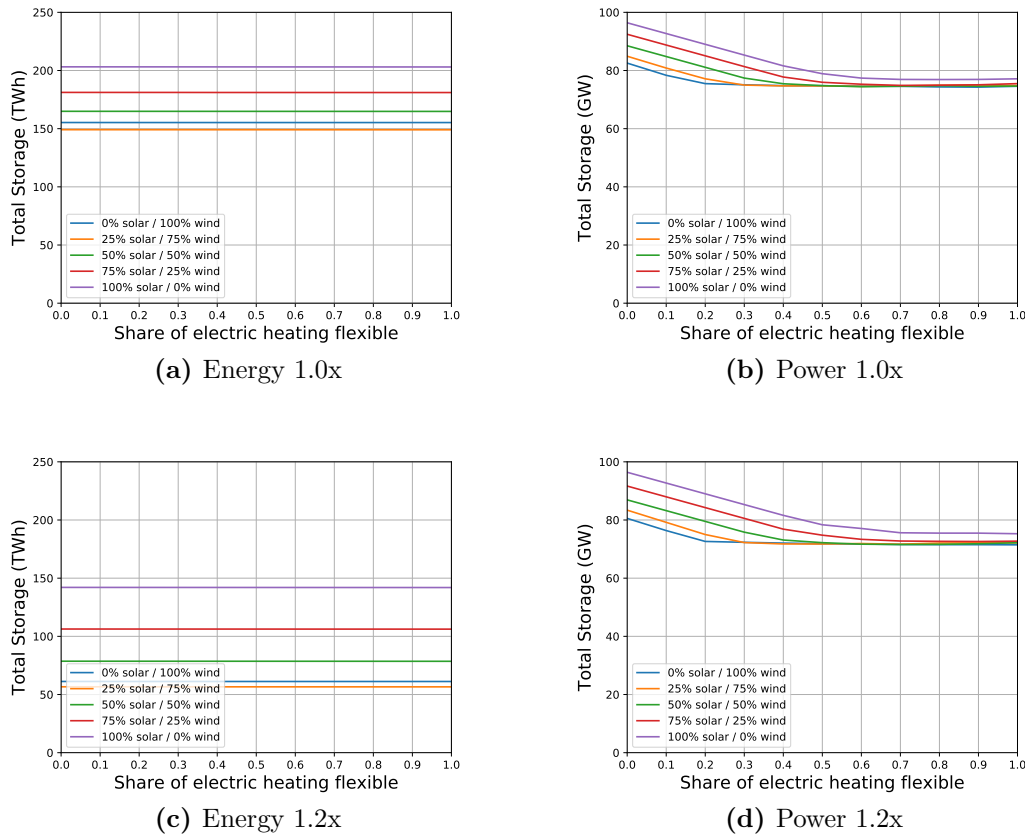 250
200
150
100
50
0
Total Storage (TWh)
0% solar / 100% wind
25% solar / 75% wind
50% solar / 50% wind
75% solar / 25% wind
100% solar / 0% wind
0.0 0.1 0.2 0.3 0.4 0.5 0.6 0.7 0.8 0.9 1.0
Share of electric heating flexible
(a) Energy 1.0x
100
80
60
40
20
0
Total Storage (GW)
0% solar / 100% wind
25% solar / 75% wind
50% solar / 50% wind
75% solar / 25% wind
100% solar / 0% wind
0.0 0.1 0.2 0.3 0.4 0.5 0.6 0.7 0.8 0.9 1.0
Share of electric heating flexible
(b) Power 1.0x
250
200
150
100
50
0
Total Storage (TWh)
0% solar / 100% wind
25% solar / 75% wind
50% solar / 50% wind
75% solar / 25% wind
100% solar / 0% wind
0.0 0.1 0.2 0.3 0.4 0.5 0.6 0.7 0.8 0.9 1.0
Share of electric heating flexible
(c) Energy 1.2x
100
80
60
40
20
0
Total Storage (GW)
0% solar / 100% wind
25% solar / 75% wind
50% solar / 50% wind
75% solar / 25% wind
100% solar / 0% wind
0.0 0.1 0.2 0.3 0.4 0.5 0.6 0.7 0.8 0.9 1.0
Share of electric heating flexible
(d) Power 1.2x